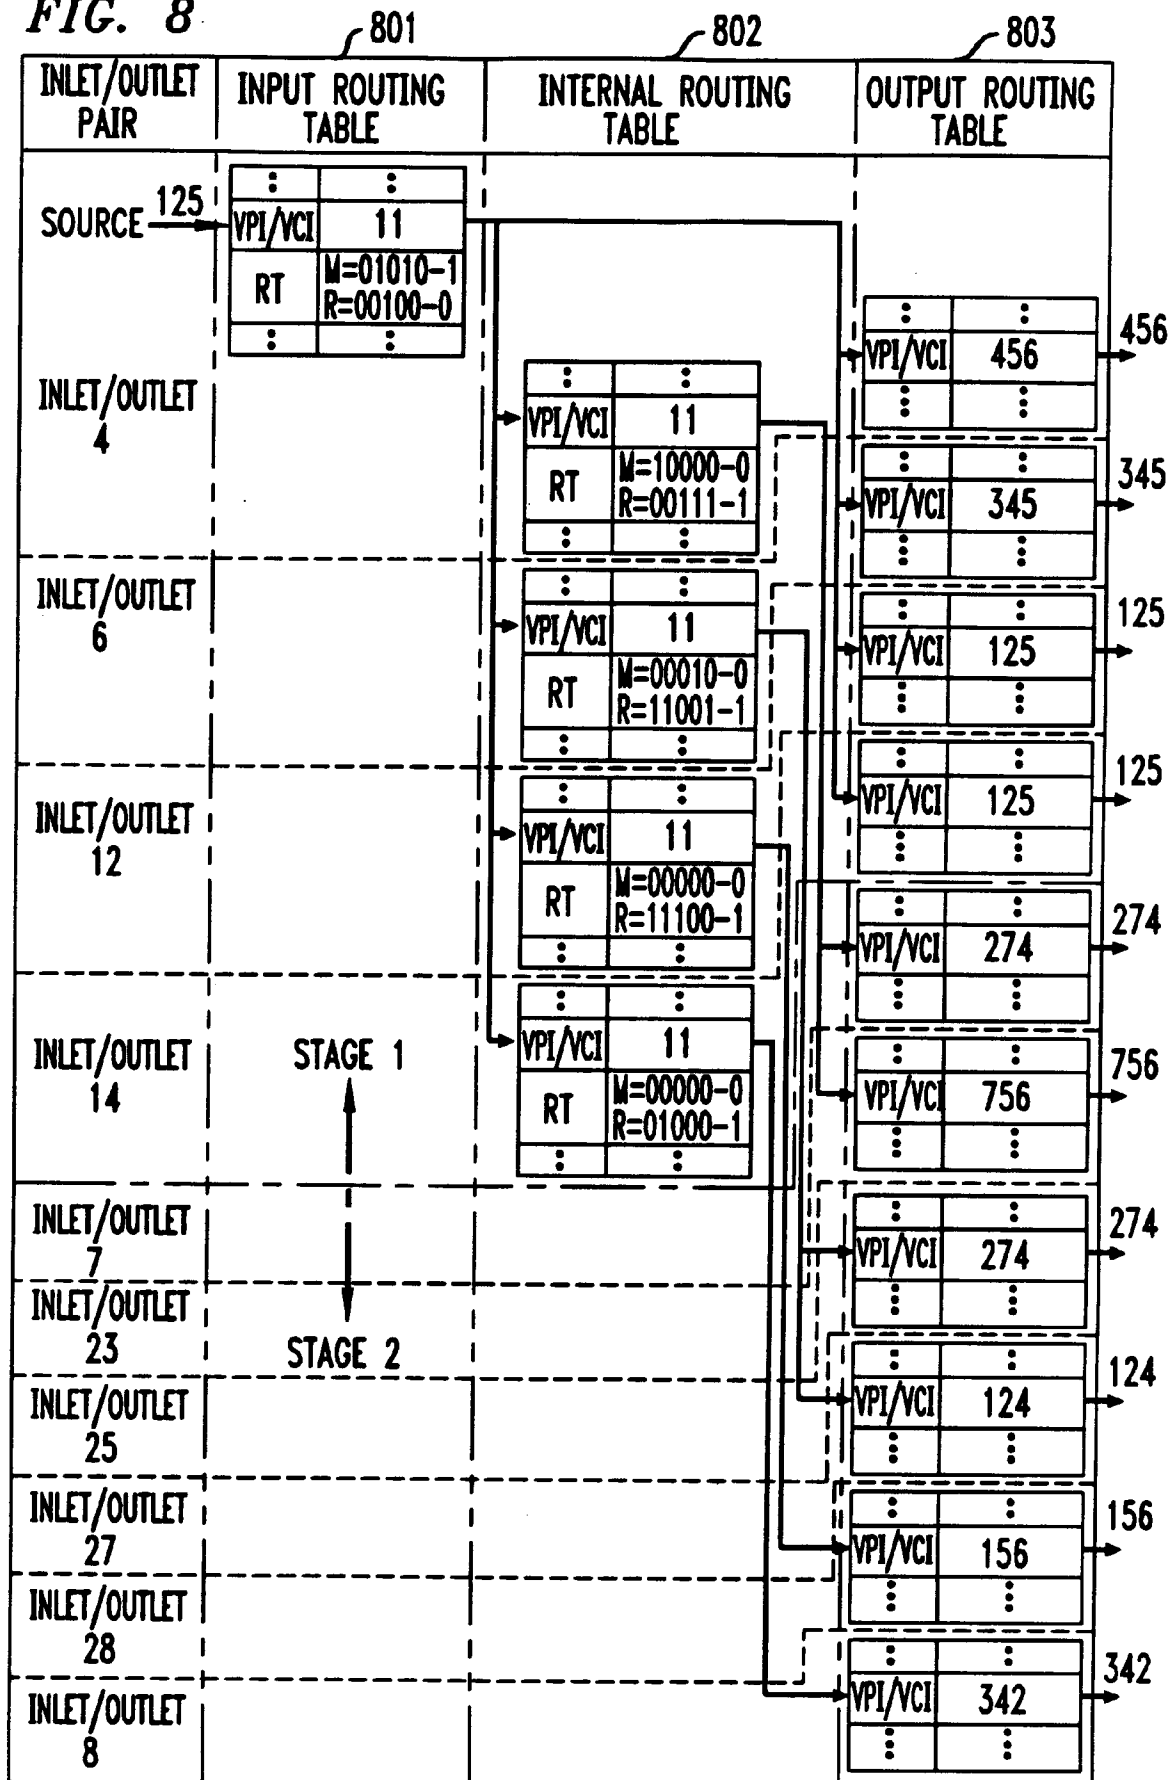 FIG. 8
801
802
803
INLET/OUTLET
PAIR
INPUT ROUTING
TABLE
INTERNAL ROUTING
TABLE
OUTPUT ROUTING
TABLE
SOURCE
125
VPI/VCI
11
RT
M=01010-1
R=00100-0
INLET/OUTLET
4
VPI/VCI
11
RT
M=10000-0
R=00111-1
VPI/VCI
456
456
VPI/VCI
345
345
INLET/OUTLET
6
VPI/VCI
11
RT
M=00010-0
R=11001-1
VPI/VCI
125
125
INLET/OUTLET
12
VPI/VCI
11
RT
M=00000-0
R=11100-1
VPI/VCI
125
125
INLET/OUTLET
14
STAGE 1
VPI/VCI
11
RT
M=00000-0
R=01000-1
VPI/VCI
274
274
VPI/VCI
756
756
INLET/OUTLET
7
VPI/VCI
274
274
INLET/OUTLET
23
STAGE 2
INLET/OUTLET
25
VPI/VCI
124
124
INLET/OUTLET
27
VPI/VCI
156
156
INLET/OUTLET
28
INLET/OUTLET
8
VPI/VCI
342
342